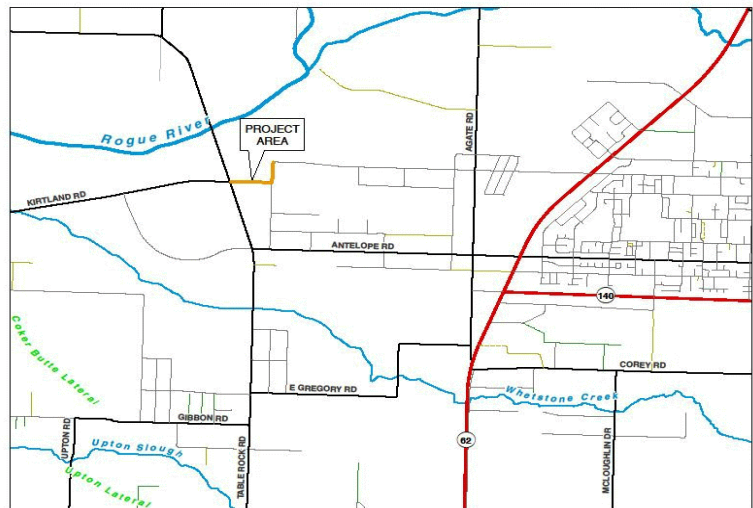 Rogue River
PROJECT
AREA
AGATE RD
KIRTLAND RD
ANTELOPE RD
140
Coker Butte Lateral
COREY RD
E GREGORY RD
Whetstone Creek
GIBBON RD
UPTON RD
Upton Slough
TABLE ROCK RD
62
MCLOUGHLIN DR
Upton Lateral